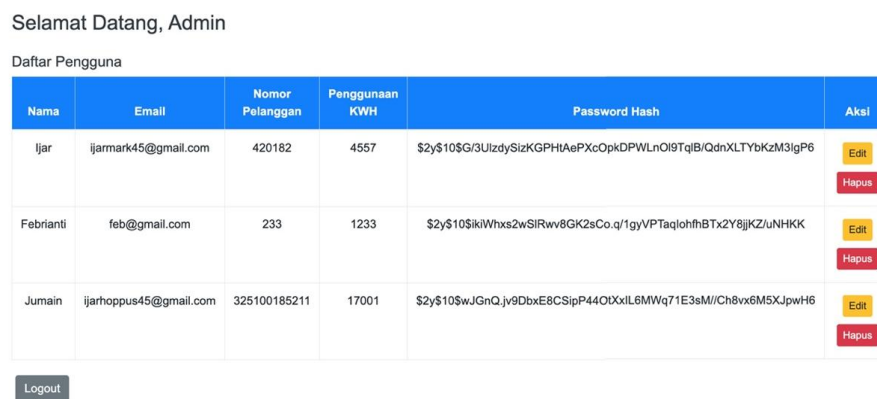 Selamat Datang, Admin
Daftar Pengguna
Nama Email Nomor Pelanggan Penggunaan KWH Password Hash Aksi
Ijar ijarmark45@gmail.com 420182 4557 $2y$10$G/3UlzdySizKGPHtAePXcOpkDPWLnOl9TqlB/QdnXLTYbKzM3lgP6 Edit
Hapus
Febrianti feb@gmail.com 233 1233 $2y$10$ikiWhxs2wSlRwv8GK2sCo.q/1gyVPTaqlohfhBTx2Y8jjKZ/uNHKK Edit
Hapus
Jumain ijarhoppus45@gmail.com 325100185211 17001 $2y$10$wJGnQ.jv9DbxE8CSipP44OtXxlL6MWq71E3sM//Ch8vx6M5XJpwH6 Edit
Hapus
Logout